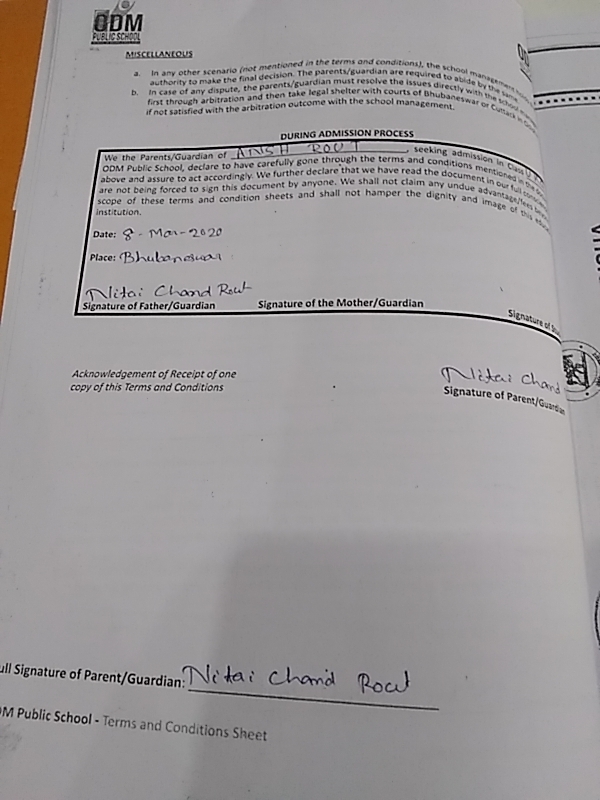 ODM
PUBLIC SCHOOL
MISCELLANEOUS
a. In any other scenario (not mentioned in the terms and conditions), the school management
authority to make the final decision. The parents/guardian are required to abide by the same
b. In case of any dispute, the parents/guardian must resolve the issues directly with the school
first through arbitration and then take legal shelter with courts of Bhubaneswar or Cuttack
if not satisfied with the arbitration outcome with the school management.
DURING ADMISSION PROCESS
We the Parents/Guardian of ANISH ROUT, seeking admission in Class
ODM Public School, declare to have carefully gone through the terms and conditions mentioned in the
above and assure to act accordingly. We further declare that we have read the document in our full
are not being forced to sign this document by anyone. We shall not claim any undue advantage/fees
scope of these terms and condition sheets and shall not hamper the dignity and image of this
institution.
Date: 8-Mar-2020
Place: Bhubaneswar
Nitai Chand Rout
Signature of Father/Guardian Signature of the Mother/Guardian Signature of
Acknowledgement of Receipt of one
copy of this Terms and Conditions
Nitai Chand
Signature of Parent/Guardian
ull Signature of Parent/Guardian: Nitai Chand Rout
DM Public School - Terms and Conditions Sheet